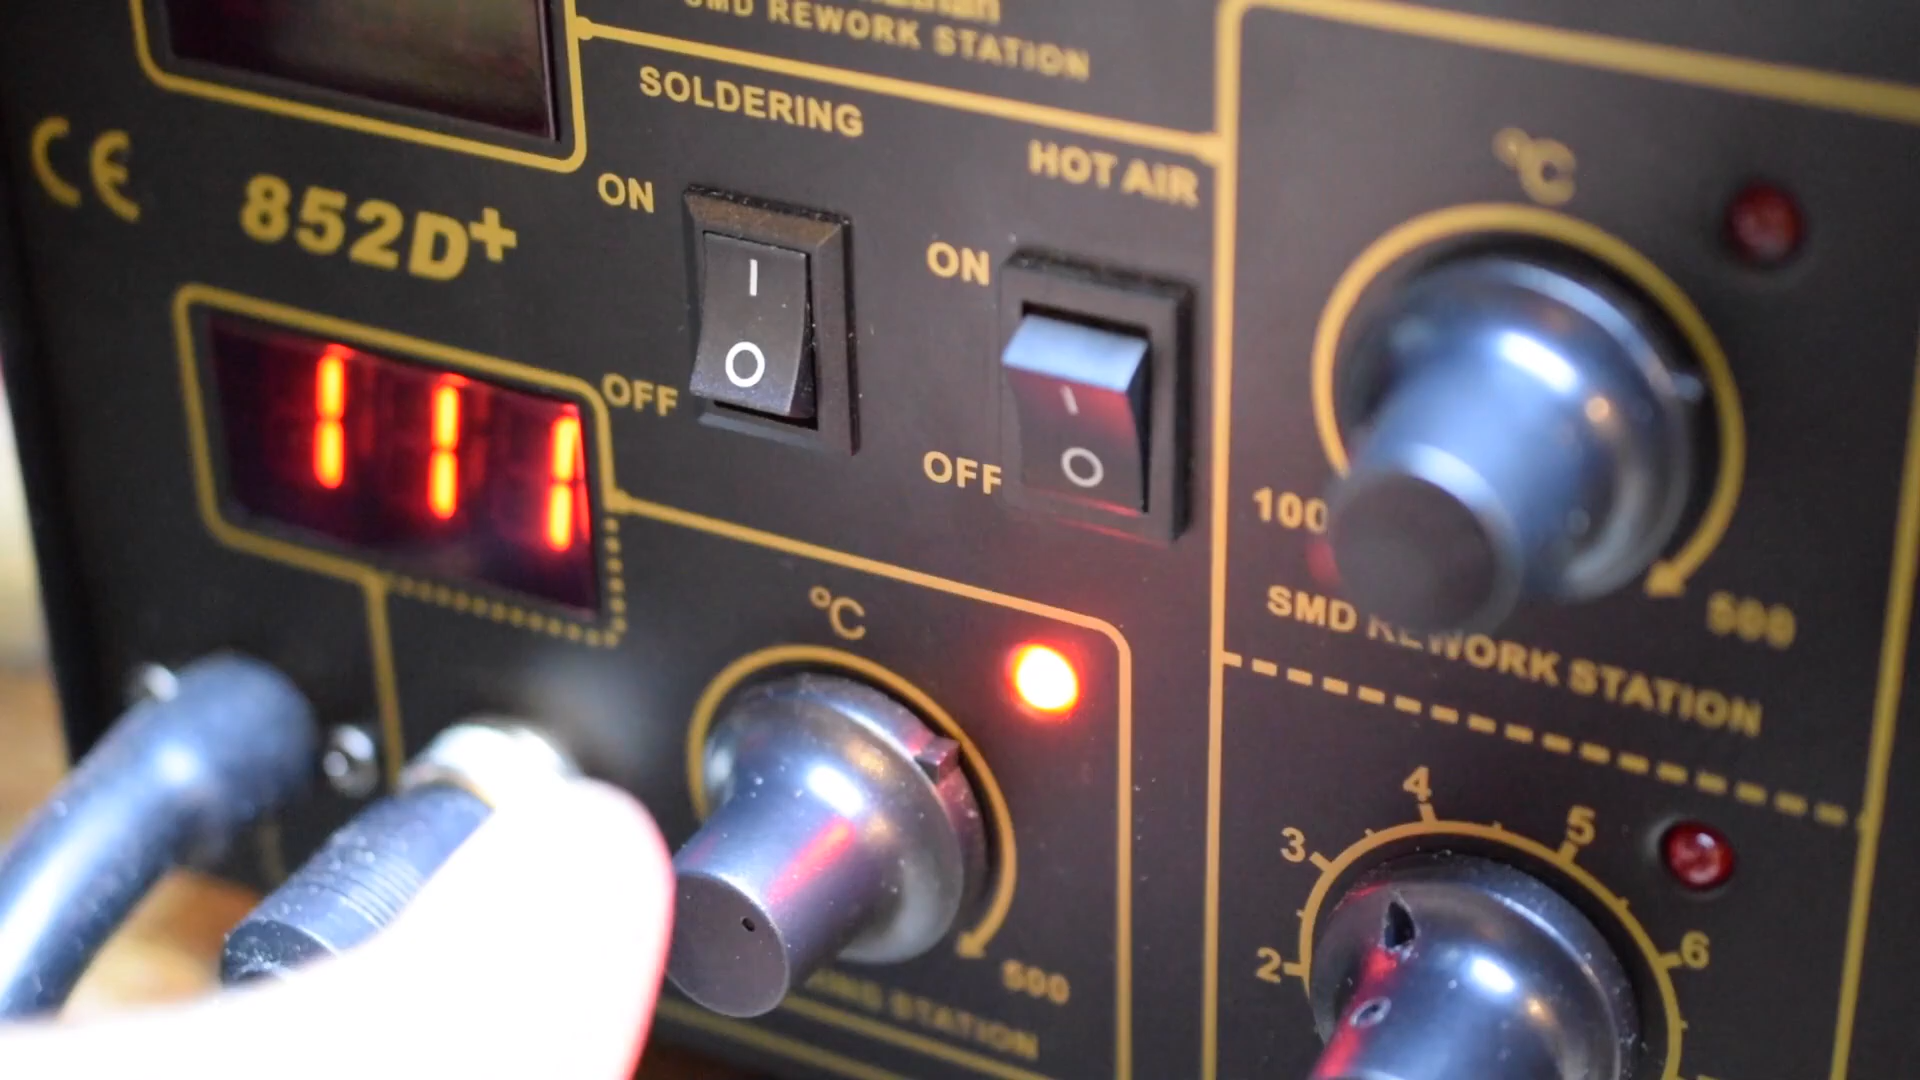 SMD REWORK STATION
SOLDERING
HOT AIR
CE
852D+
ON
OFF
ON
OFF
111
°C
°C
100
500
SMD REWORK STATION
500
STATION
2
3
4
5
6